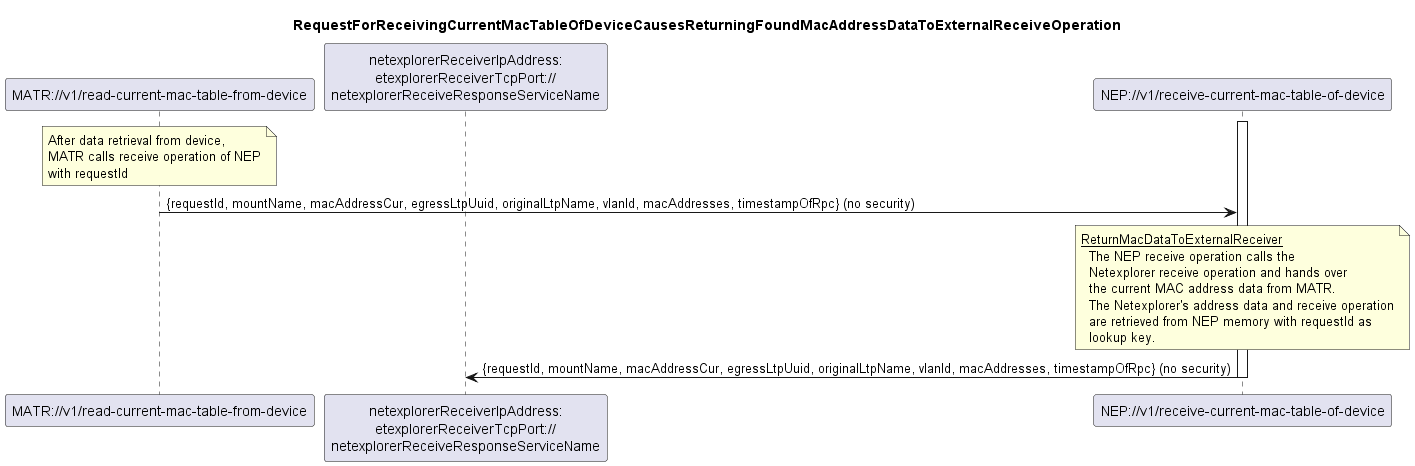 RequestForReceivingCurrentMacTableOfDeviceCausesReturningFoundMacAddressDataToExternalReceiveOperation
netexplorerReceiverIpAddress:
etexplorerReceiverTcpPort://
netexplorerReceiveResponseServiceName
MATR://v1/read-current-mac-table-from-device
NEP://v1/receive-current-mac-table-of-device
After data retrieval from device,
MATR calls receive operation of NEP
with requestId
{requestId, mountName, macAddressCur, egressLtpUuid, originalLtpName, vlanId, macAddresses, timestampOfRpc} (no security)
ReturnMacDataToExternalReceiver
The NEP receive operation calls the
Netexplorer receive operation and hands over
the current MAC address data from MATR.
The Netexplorer's address data and receive operation
are retrieved from NEP memory with requestId as
lookup key.
{requestId, mountName, macAddressCur, egressLtpUuid, originalLtpName, vlanId, macAddresses, timestampOfRpc} (no security)
MATR://v1/read-current-mac-table-from-device
netexplorerReceiverIpAddress:
etexplorerReceiverTcpPort://
netexplorerReceiveResponseServiceName
NEP://v1/receive-current-mac-table-of-device